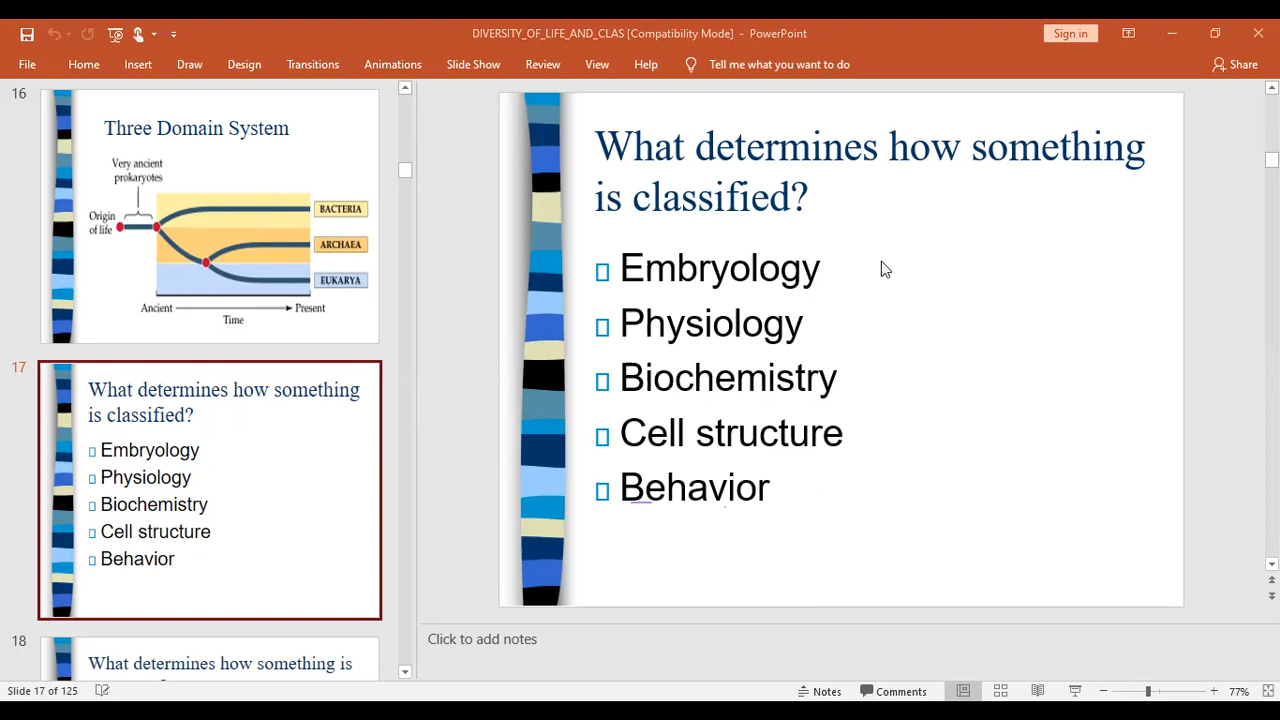 DIVERSITY_OF_LIFE_AND_CLAS [Compatibility Mode] - PowerPoint
Sign in
File Home Insert Draw Design Transitions Animations Slide Show Review View Help Tell me what you want to do Share
16
Three Domain System
Very ancient
prokaryotes
Origin
of life
BACTERIA
ARCHAEA
EUKARYA
Ancient Present
Time
17
What determines how something
is classified?
Embryology
Physiology
Biochemistry
Cell structure
Behavior
18
What determines how something is
What determines how something
is classified?
Embryology
Physiology
Biochemistry
Cell structure
Behavior
Click to add notes
Slide 17 of 125 Notes Comments 77%